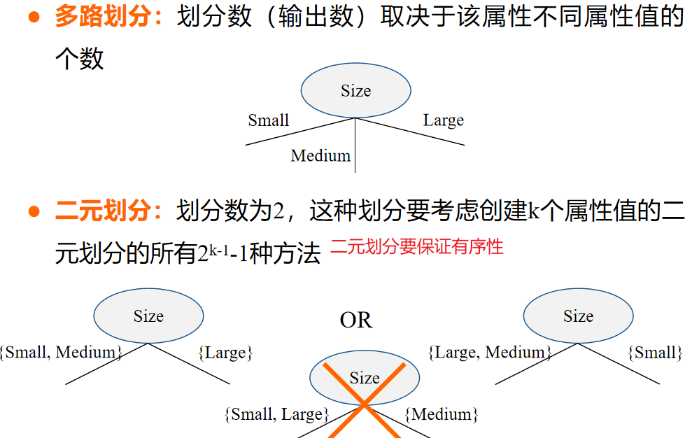 ● 多路划分：划分数（输出数）取决于该属性不同属性值的
个数
Size
Small
Large
Medium
● 二元划分：划分数为2，这种划分要考虑创建k个属性值的二
元划分的所有2ᵏ⁻¹-1种方法 二元划分要保证有序性
Size
OR
Size
{Small, Medium}
{Large}
{Large, Medium}
{Small}
Size
{Small, Large}
{Medium}